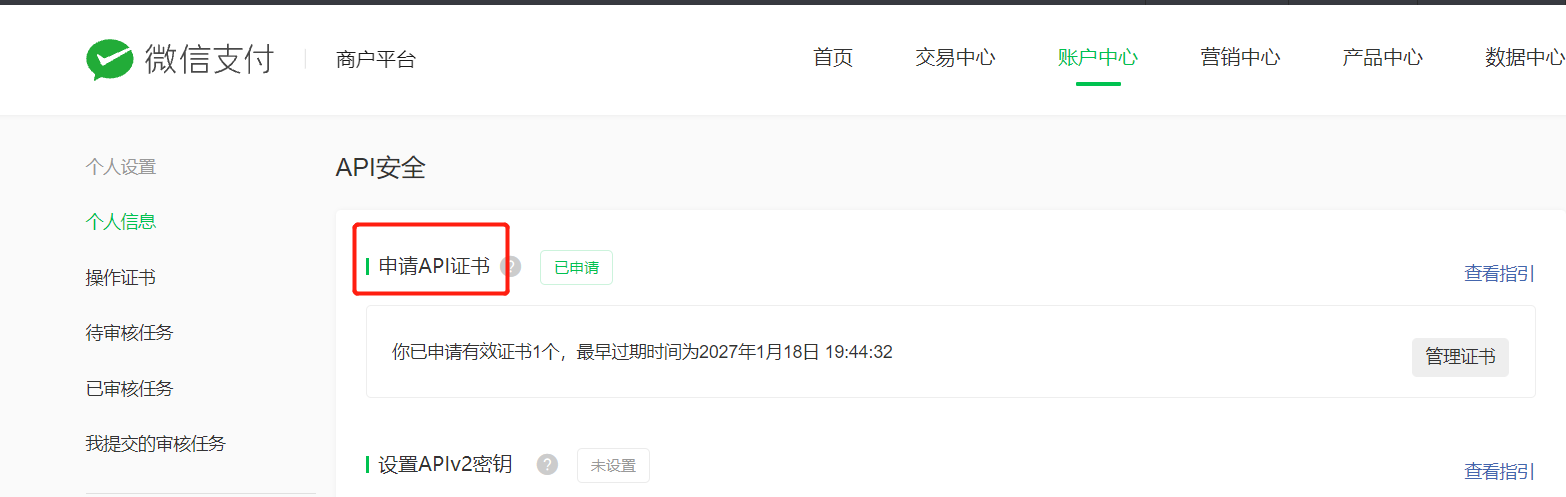 微信支付 商户平台 首页 交易中心 账户中心 营销中心 产品中心 数据中心
个人设置
API安全
个人信息
申请API证书 ? 已申请 查看指引
操作证书
待审核任务
你已申请有效证书1个，最早过期时间为2027年1月18日 19:44:32 管理证书
已审核任务
我提交的审核任务
设置APIv2密钥 ? 未设置 查看指引